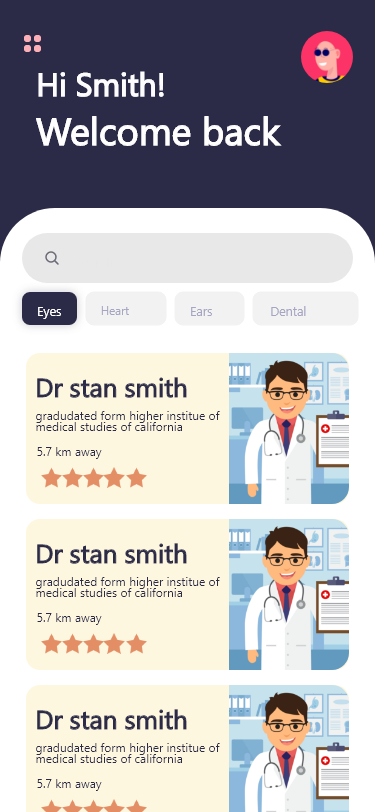 Hi Smith!
Welcome back
Eyes
Heart
Ears
Dental
Dr stan smith
gradudated form higher institue of
medical studies of california
5.7 km away
Dr stan smith
gradudated form higher institue of
medical studies of california
5.7 km away
Dr stan smith
gradudated form higher institue of
medical studies of california
5.7 km away